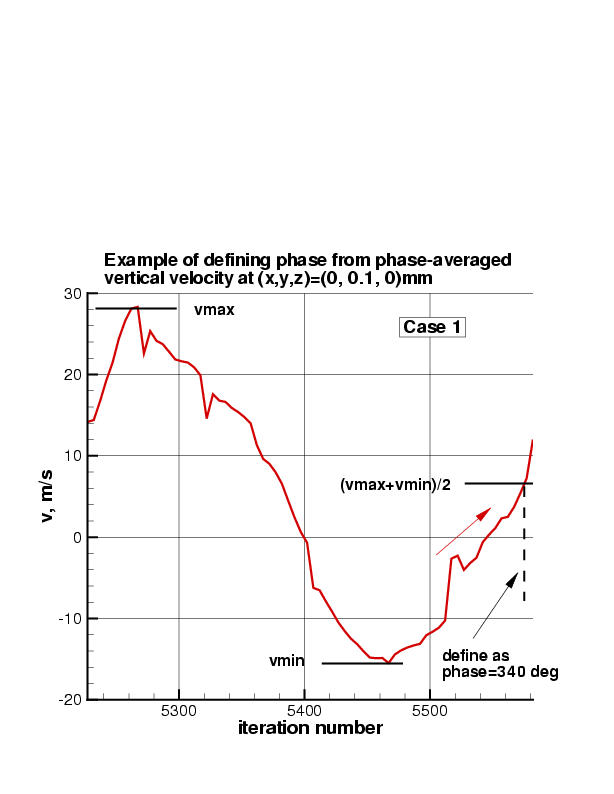 Example of defining phase from phase-averaged
vertical velocity at (x,y,z)=(0, 0.1, 0)mm
30
vmax
Case 1
20
10
(vmax+vmin)/2
v, m/s
0
-10
vmin
define as
phase=340 deg
-20
5300
5400
5500
iteration number